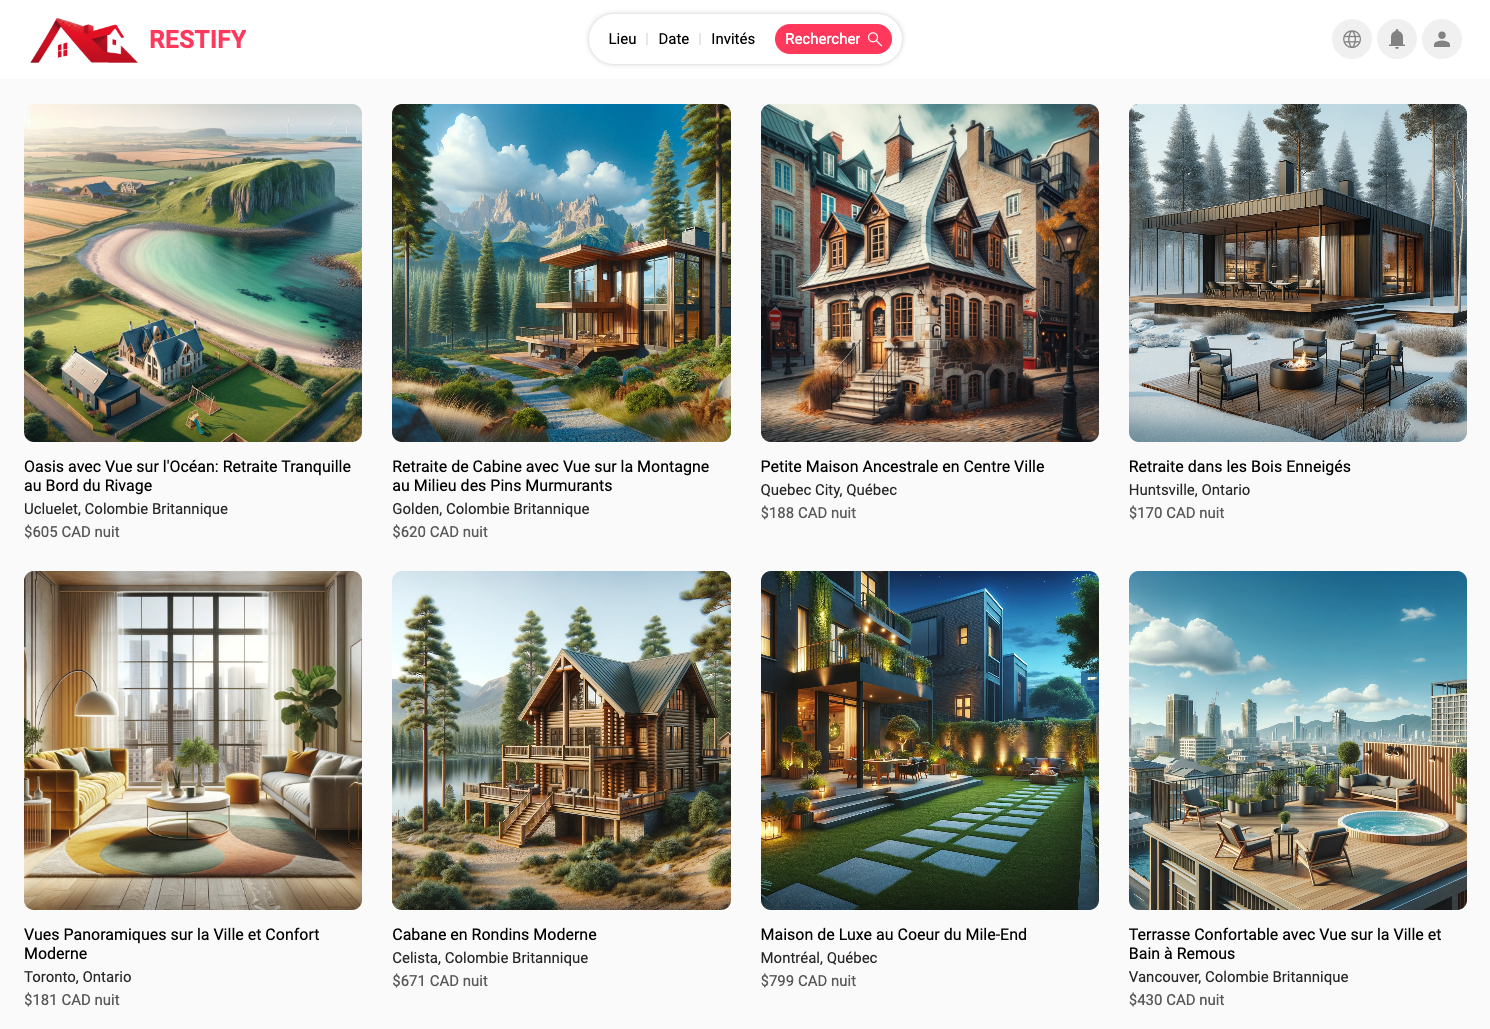 RESTIFY
Lieu
Date
Invités
Rechercher
Oasis avec Vue sur l'Océan: Retraite Tranquille
au Bord du Rivage
Ucluelet, Colombie Britannique
$605 CAD nuit
Retraite de Cabine avec Vue sur la Montagne
au Milieu des Pins Murmurants
Golden, Colombie Britannique
$620 CAD nuit
Petite Maison Ancestrale en Centre Ville
Quebec City, Québec
$188 CAD nuit
Retraite dans les Bois Enneigés
Huntsville, Ontario
$170 CAD nuit
Vues Panoramiques sur la Ville et Confort
Moderne
Toronto, Ontario
$181 CAD nuit
Cabane en Rondins Moderne
Celista, Colombie Britannique
$671 CAD nuit
Maison de Luxe au Coeur du Mile-End
Montréal, Québec
$799 CAD nuit
Terrasse Confortable avec Vue sur la Ville et
Bain à Remous
Vancouver, Colombie Britannique
$430 CAD nuit